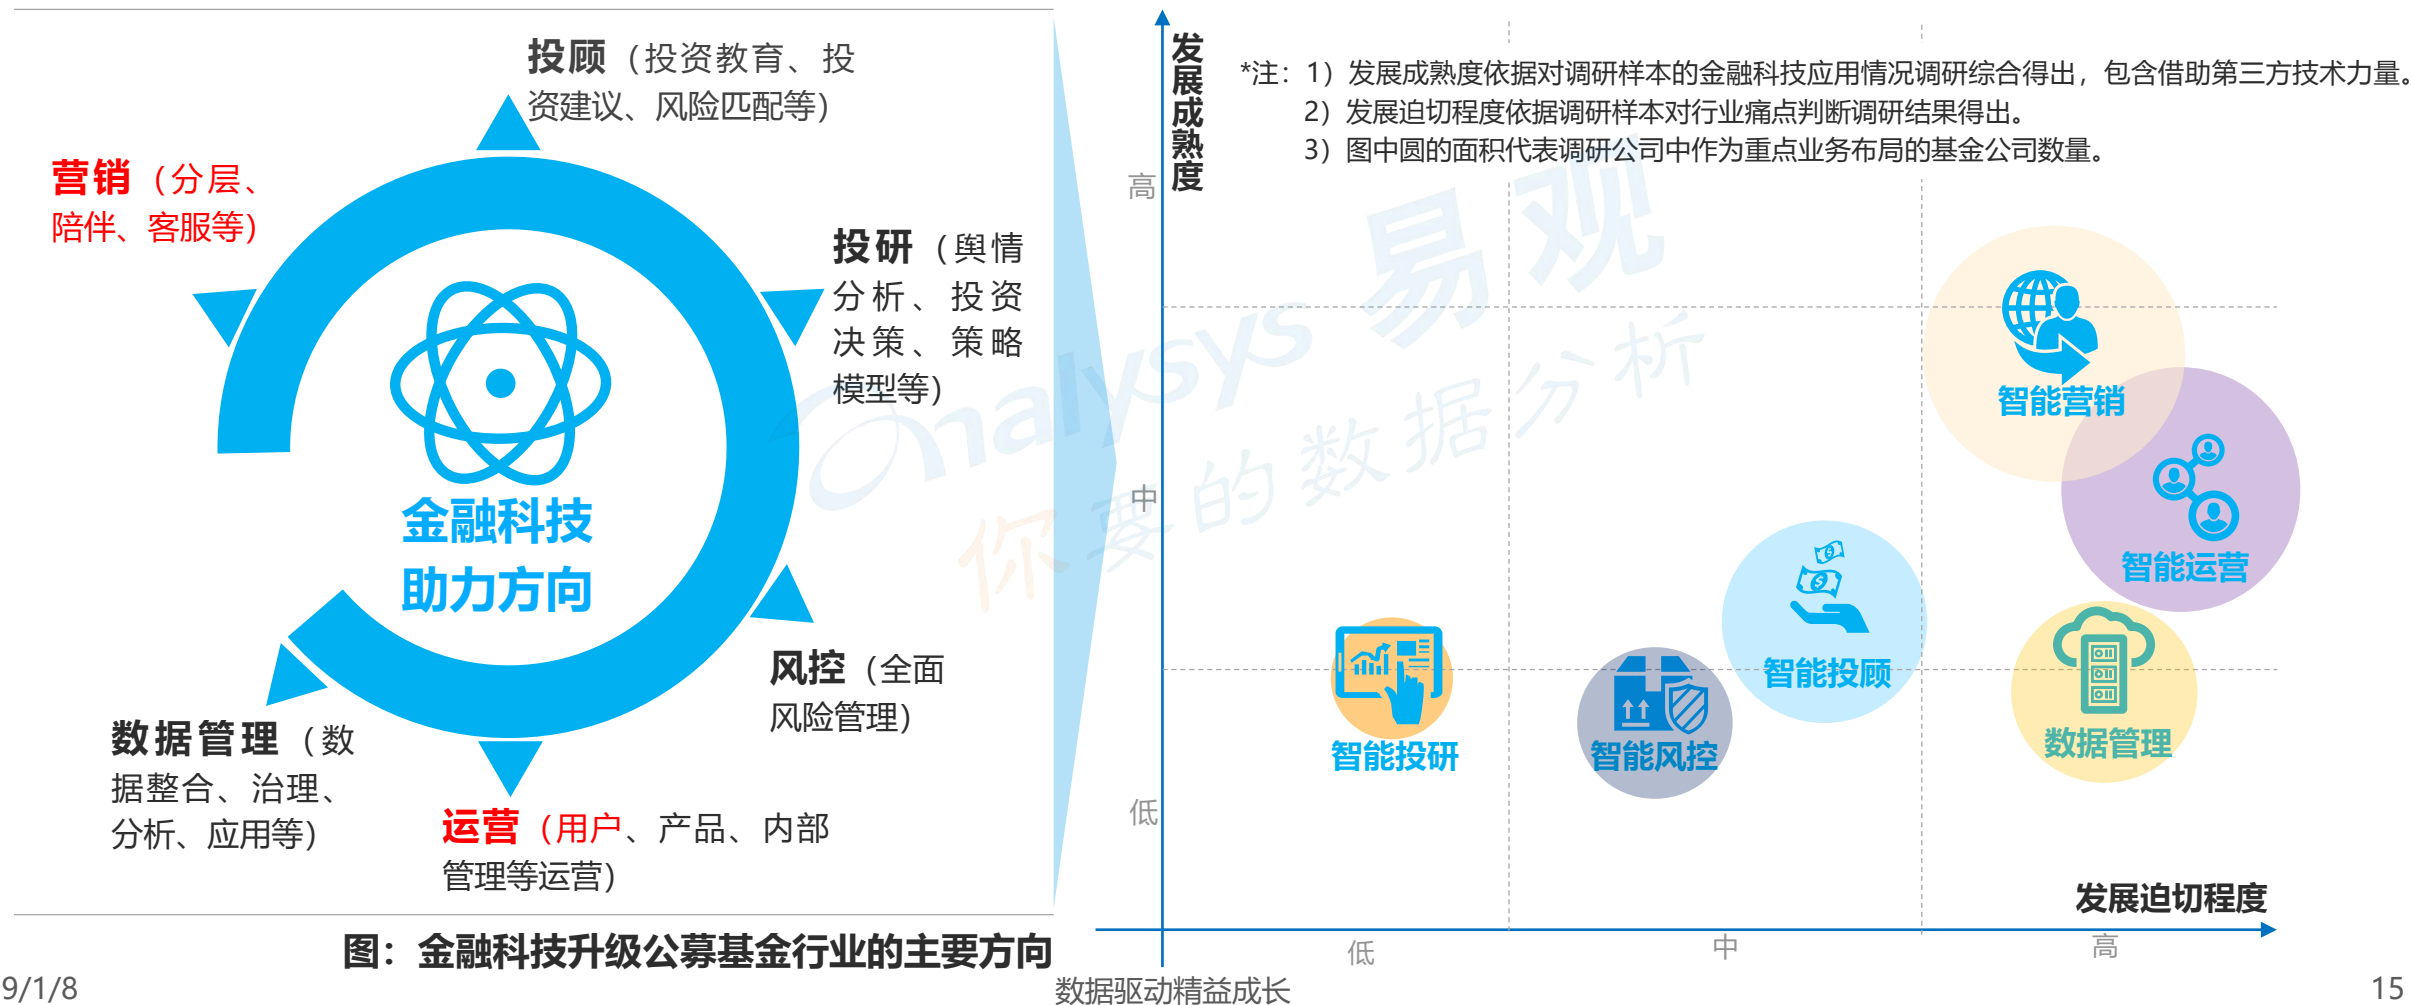 投顾（投资教育、投
资建议、风险匹配等）
营销（分层、
陪伴、客服等）
投研（舆情
分析、投资
决策、策略
模型等）
金融科技
助力方向
风控（全面
风险管理）
数据管理（数
据整合、治理、
分析、应用等）
运营（用户、产品、内部
管理等运营）
图：金融科技升级公募基金行业的主要方向
发展成熟度
*注：1）发展成熟度依据对调研样本的金融科技应用情况调研综合得出，包含借助第三方技术力量。
2）发展迫切程度依据调研样本对行业痛点判断调研结果得出。
3）图中圆的面积代表调研公司中作为重点业务布局的基金公司数量。
高
中
低
智能营销
智能运营
智能投顾
智能投研
智能风控
数据管理
发展迫切程度
低
中
高
analysys 易观
你要的数据分析
9/1/8
数据驱动精益成长
15